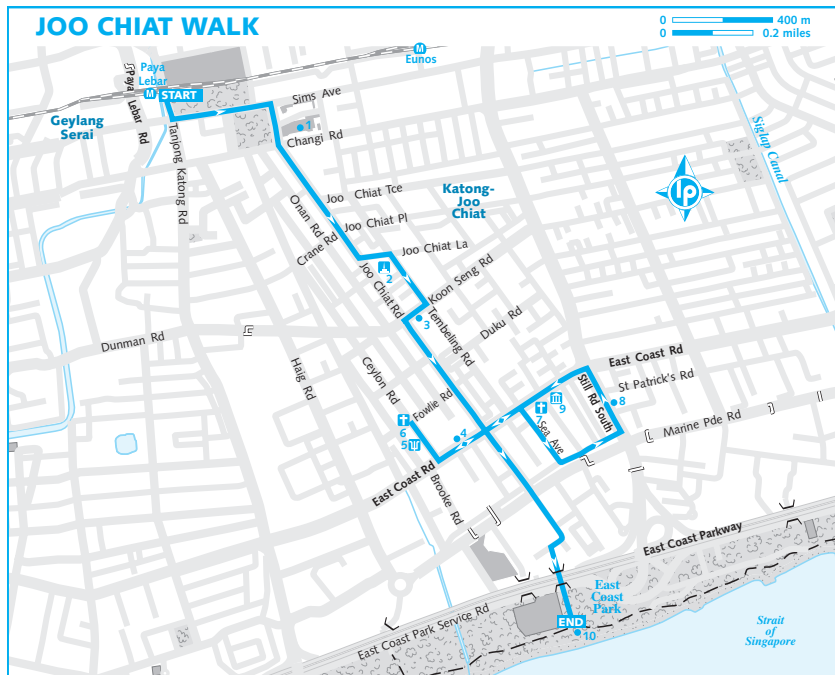 JOO CHIAT WALK
0 400 m
0 0.2 miles
M
Eunos
Paya
Lebar
M
START
Paya Lebar Rd
Sims Ave
Geylang
Serai
1
Changi Rd
Tanjong Katong Rd
Siglap Canal
lp
Joo Chiat Tce
Katong-
Joo
Chiat
Onan Rd
Joo Chiat Pl
Crane Rd
Joo Chiat La
2
Joo Chiat Rd
Koon Seng Rd
3
Tembeling Rd
Duku Rd
Dunman Rd
Haig Rd
Ceylon Rd
East Coast Rd
St Patrick's Rd
Still Rd South
8
Fowlie Rd
7
9
Sea Ave
Marine Pde Rd
6
5
4
East Coast Rd
Brooke Rd
East Coast Parkway
East
Coast
Park
East Coast Park Service Rd
END
10
Strait
of
Singapore